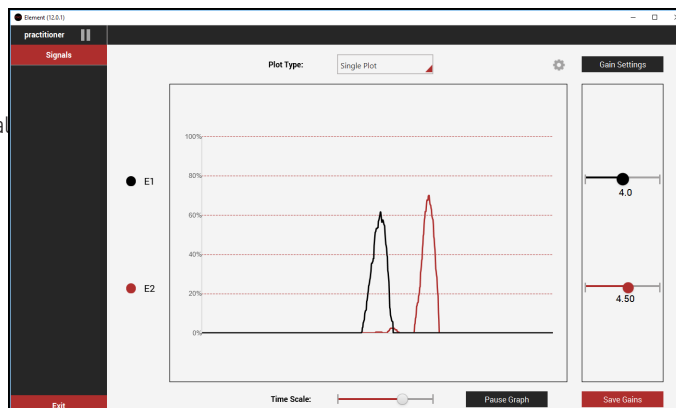 Element (12.0.1)
practitioner
Signals
Plot Type:
Single Plot
Gain Settings
al
100%
80%
60%
40%
20%
0%
E1
E2
4.0
4.50
Exit
Time Scale:
Pause Graph
Save Gains